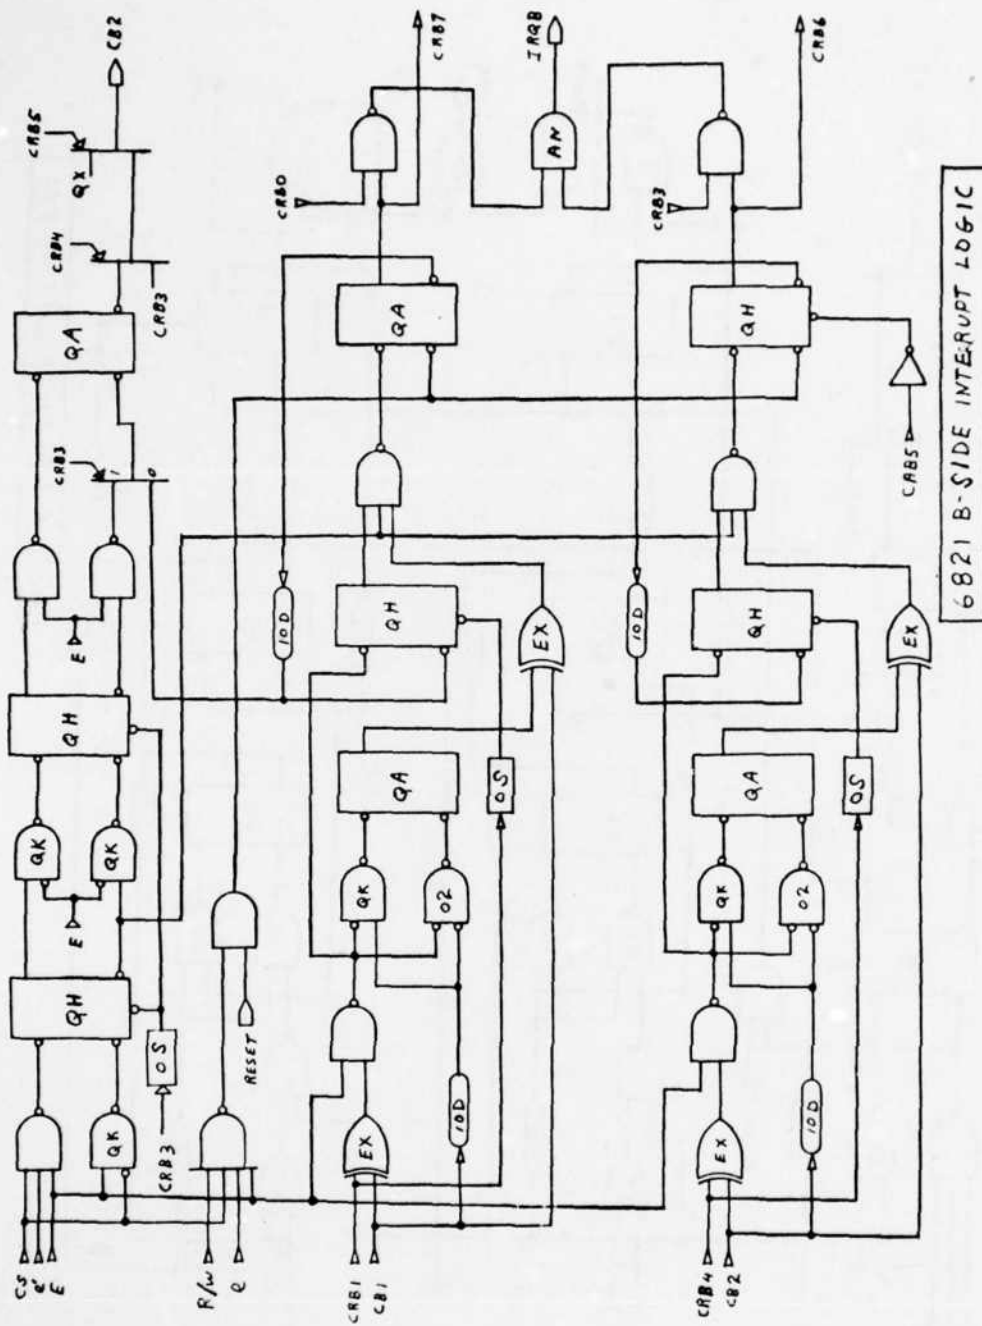 CRB5
QX
CB2
CRB4
QA
CRB3
CRB3
1
0
E
QH
QK
QK
E
QH
OS
CRB3
QK
CS
E
R/W
Q
RESET
CRB7
CRB0
QA
10D
QH
EX
QA
OS
QK
O2
10D
EX
CRB1
CB1
IRQB
AN
CRB6
CRB3
QH
10D
QH
EX
QA
OS
QK
O2
10D
EX
CRB4
CB2
6821 B-SIDE INTERUPT LOGIC